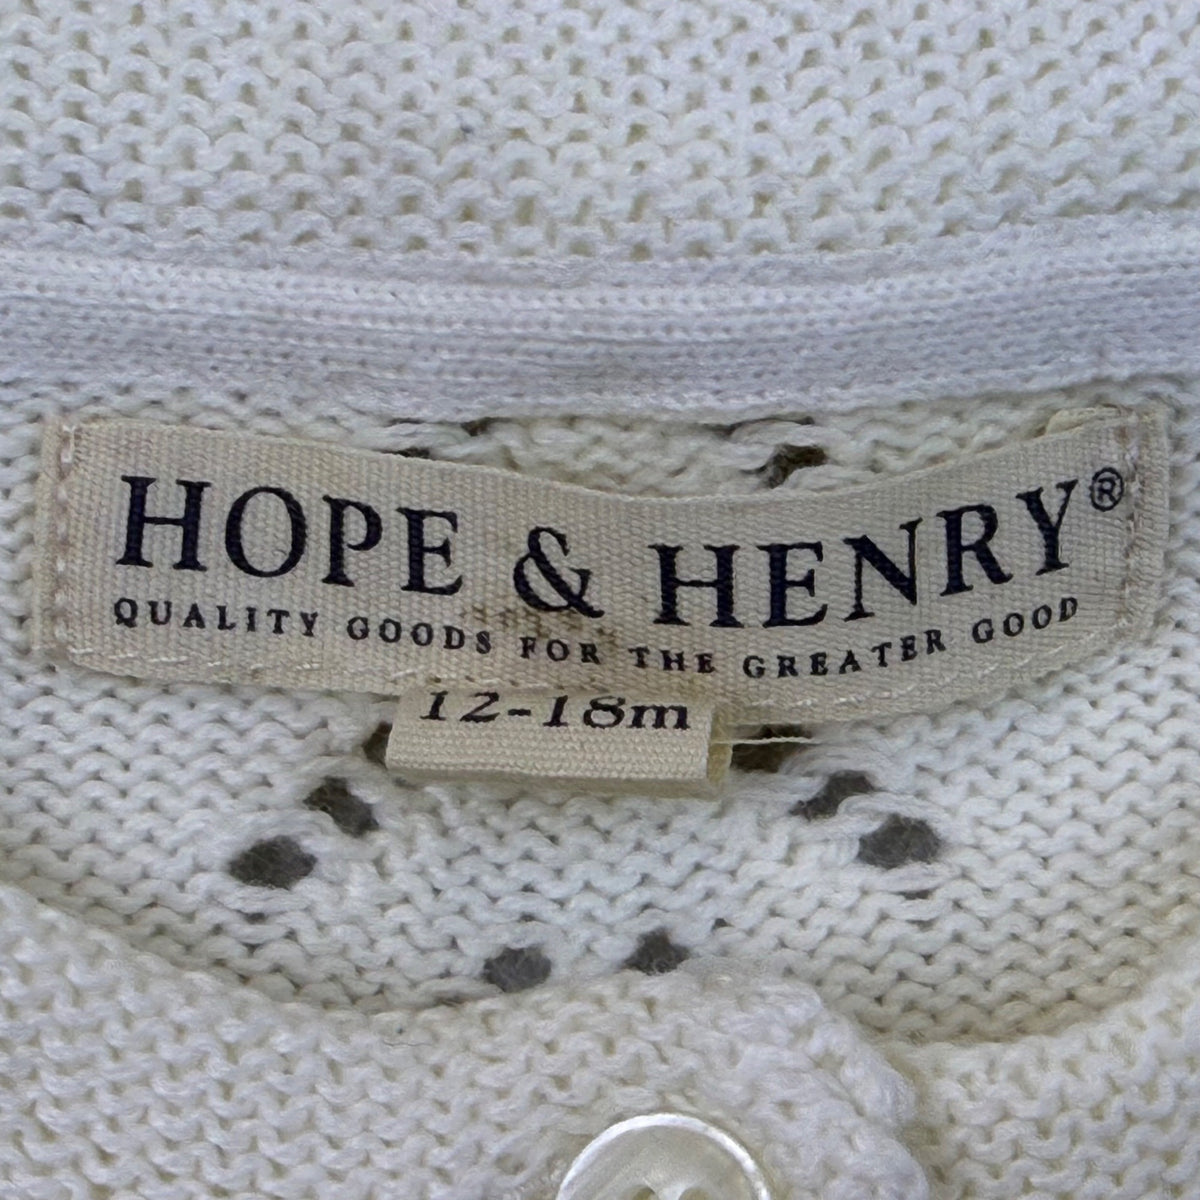 HOPE & HENRY®
QUALITY GOODS FOR THE GREATER GOOD
12-18m